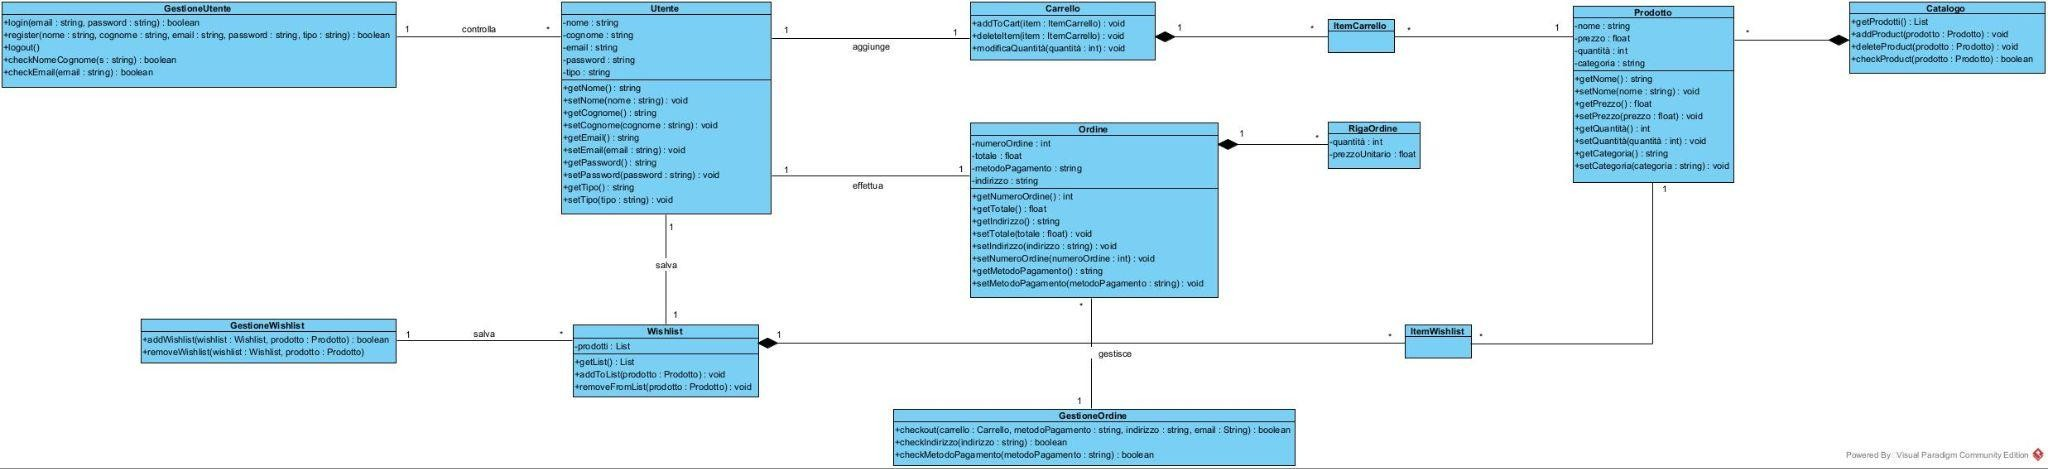 GestioneUtente
+login(email : string, password : string) : boolean
+register(nome : string, cognome : string, email : string, password : string, tipo : string) : boolean
+logout()
+checkNomeCognome(s : string) : boolean
+checkEmail(email : string) : boolean
1
controlla
*
Utente
-nome : string
-cognome : string
-email : string
-password : string
-tipo : string
+getNome() : string
+setNome(nome : string) : void
+getCognome() : string
+setCognome(cognome : string) : void
+getEmail() : string
+setEmail(email : string) : void
+getPassword() : string
+setPassword(password : string) : void
+getTipo() : string
+setTipo(tipo : string) : void
1
aggiunge
1
Carrello
+addToCart(item : ItemCarrello) : void
+deleteItem(item : ItemCarrello) : void
+modificaQuantità(quantità : int) : void
1
*
ItemCarrello
*
1
Prodotto
-nome : string
-prezzo : float
-quantità : int
-categoria : string
+getNome() : string
+setNome(nome : string) : void
+getPrezzo() : float
+setPrezzo(prezzo : float) : void
+getQuantità() : int
+setQuantità(quantità : int) : void
+getCategoria() : string
+setCategoria(categoria : string) : void
*
Catalogo
+getProdotti() : List
+addProduct(prodotto : Prodotto) : void
+deleteProduct(prodotto : Prodotto) : void
+checkProduct(prodotto : Prodotto) : boolean
1
effettua
1
Ordine
-numeroOrdine : int
-totale : float
-metodoPagamento : string
-indirizzo : string
+getNumeroOrdine() : int
+getTotale() : float
+getIndirizzo() : string
+setTotale(totale : float) : void
+setIndirizzo(indirizzo : string) : void
+setNumeroOrdine(numeroOrdine : int) : void
+getMetodoPagamento() : string
+setMetodoPagamento(metodoPagamento : string) : void
1
*
RigaOrdine
-quantità : int
-prezzoUnitario : float
1
1
salva
1
*
gestisce
1
GestioneWishlist
+addWishlist(wishlist : Wishlist, prodotto : Prodotto) : boolean
+removeWishlist(wishlist : Wishlist, prodotto : Prodotto)
1
salva
*
Wishlist
-prodotti : List
+getList() : List
+addToList(prodotto : Prodotto) : void
+removeFromList(prodotto : Prodotto) : void
1
*
ItemWishlist
*
GestioneOrdine
+checkout(carrello : Carrello, metodoPagamento : string, indirizzo : string, email : String) : boolean
+checkIndirizzo(indirizzo : string) : boolean
+checkMetodoPagamento(metodoPagamento : string) : boolean
Powered By Visual Paradigm Community Edition